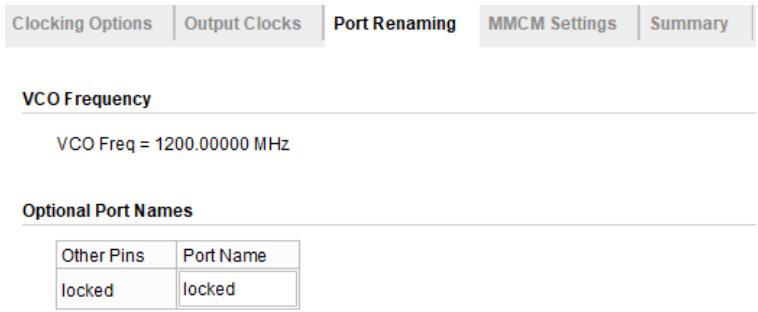 Clocking Options Output Clocks Port Renaming MMCM Settings Summary
VCO Frequency
VCO Freq = 1200.00000 MHz
Optional Port Names
Other Pins Port Name
locked locked